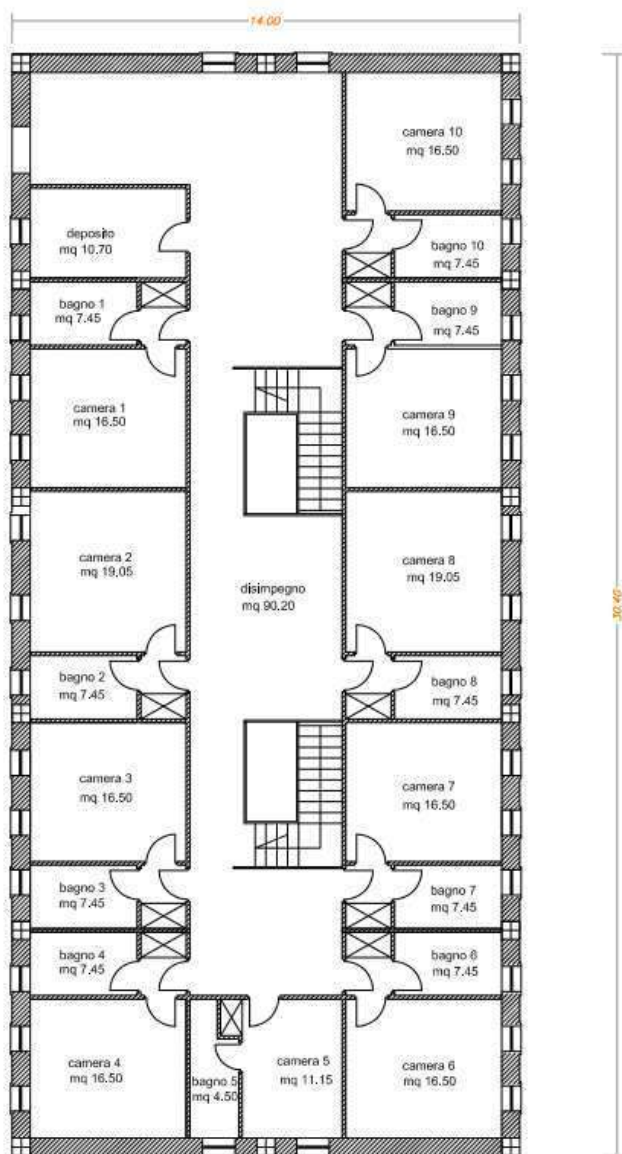 14.00
camera 10
mq 16.50
deposito
mq 10.70
bagno 10
mq 7.45
bagno 1
mq 7.45
bagno 9
mq 7.45
camera 1
mq 16.50
camera 9
mq 16.50
camera 2
mq 19.05
camera 8
mq 19.05
disimpegno
mq 90.20
30.40
bagno 2
mq 7.45
bagno 8
mq 7.45
camera 3
mq 16.50
camera 7
mq 16.50
bagno 3
mq 7.45
bagno 7
mq 7.45
bagno 4
mq 7.45
bagno 6
mq 7.45
camera 4
mq 16.50
bagno 5
mq 4.50
camera 5
mq 11.15
camera 6
mq 16.50